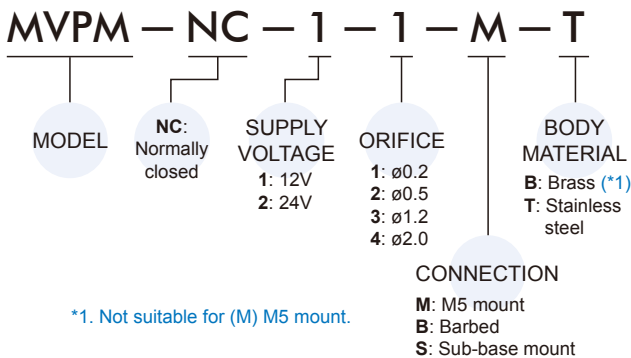 MVPM — NC — 1 — 1 — M — T
MODEL
NC:
Normally
closed
SUPPLY
VOLTAGE
1: 12V
2: 24V
ORIFICE
1: ø0.2
2: ø0.5
3: ø1.2
4: ø2.0
BODY
MATERIAL
B: Brass (*1)
T: Stainless
steel
CONNECTION
M: M5 mount
B: Barbed
S: Sub-base mount
*1. Not suitable for (M) M5 mount.